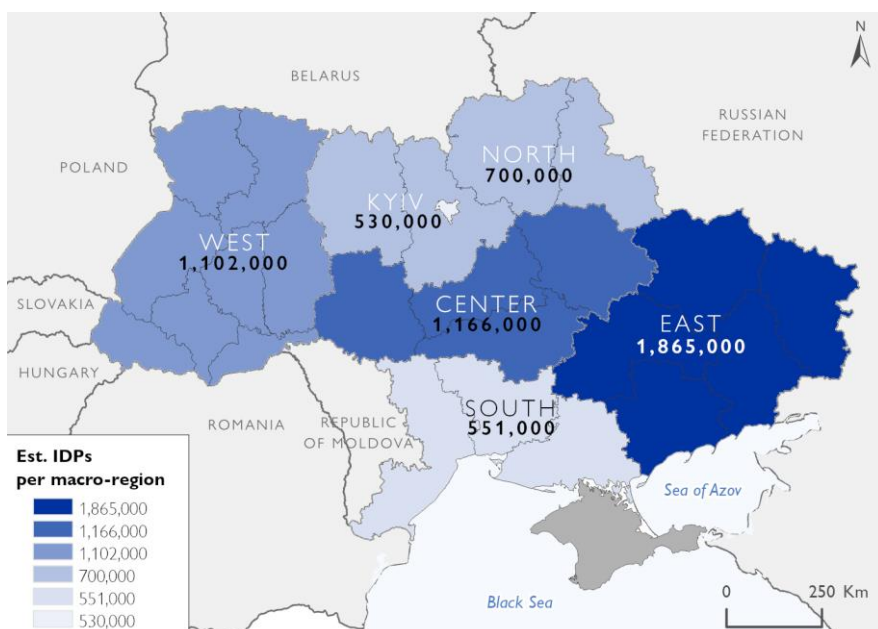 N
BELARUS
RUSSIAN
FEDERATION
POLAND
NORTH
700,000
KYIV
530,000
WEST
1,102,000
SLOVAKIA
CENTER
1,166,000
EAST
1,865,000
HUNGARY
ROMANIA
REPUBLIC
OF MOLDOVA
SOUTH
551,000
Sea of Azov
Black Sea
Est. IDPs
per macro-region
1,865,000
1,166,000
1,102,000
700,000
551,000
530,000
0 250 Km